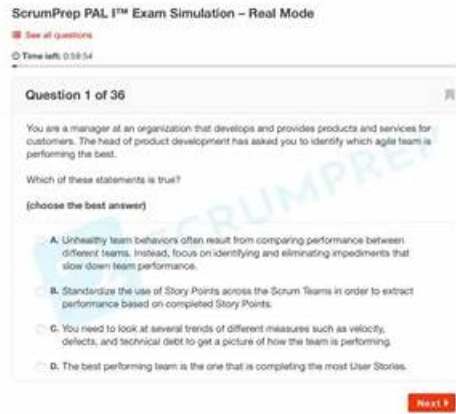 ScrumPrep PAL I™ Exam Simulation – Real Mode
See all questions
Time left: 0:59:54
Question 1 of 36
You are a manager at an organization that develops and provides products and services for
customers. The head of product development has asked you to identify which agile team is
performing the best.
Which of these statements is true?
(choose the best answer)
A. Unhealthy team behaviors often result from comparing performance between
different teams. Instead, focus on identifying and eliminating impediments that
slow down team performance.
B. Standardize the use of Story Points across the Scrum Teams in order to extract
performance based on completed Story Points.
C. You need to look at several trends of different measures such as velocity,
defects, and technical debt to get a picture of how the team is performing.
D. The best performing team is the one that is completing the most User Stories.
SCRUMPREP
Next